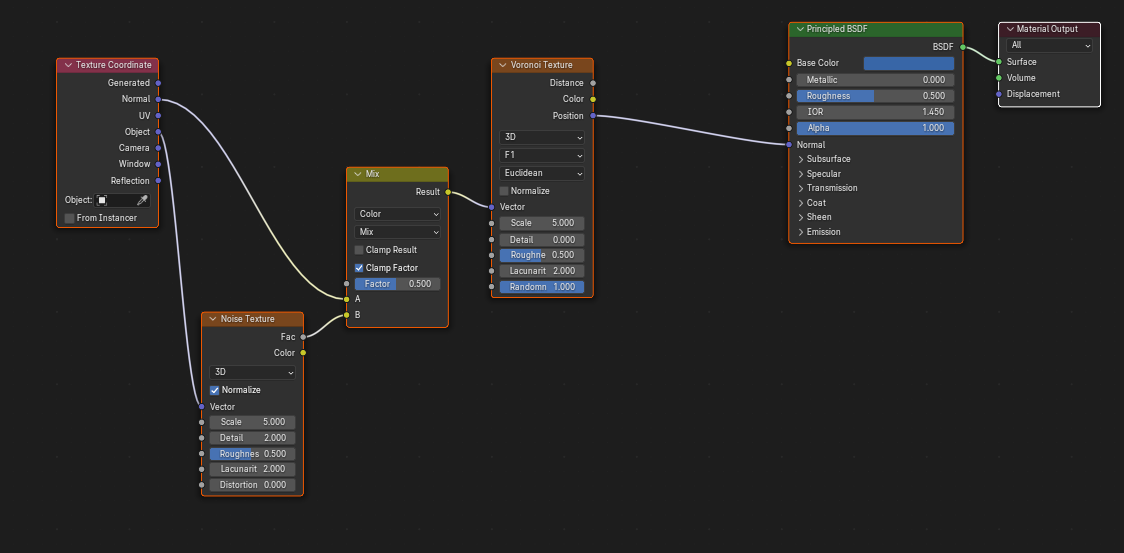 Texture Coordinate
Generated
Normal
UV
Object
Camera
Window
Reflection
Object:
From Instancer
Noise Texture
Fac
Color
3D
Normalize
Vector
Scale 5.000
Detail 2.000
Roughnes 0.500
Lacunarit 2.000
Distortion 0.000
Mix
Result
Color
Mix
Clamp Result
Clamp Factor
Factor 0.500
A
B
Voronoi Texture
Distance
Color
Position
3D
F1
Euclidean
Normalize
Vector
Scale 5.000
Detail 0.000
Roughne 0.500
Lacunarit 2.000
Randomn 1.000
Principled BSDF
BSDF
Base Color
Metallic 0.000
Roughness 0.500
IOR 1.450
Alpha 1.000
Normal
Subsurface
Specular
Transmission
Coat
Sheen
Emission
Material Output
All
Surface
Volume
Displacement